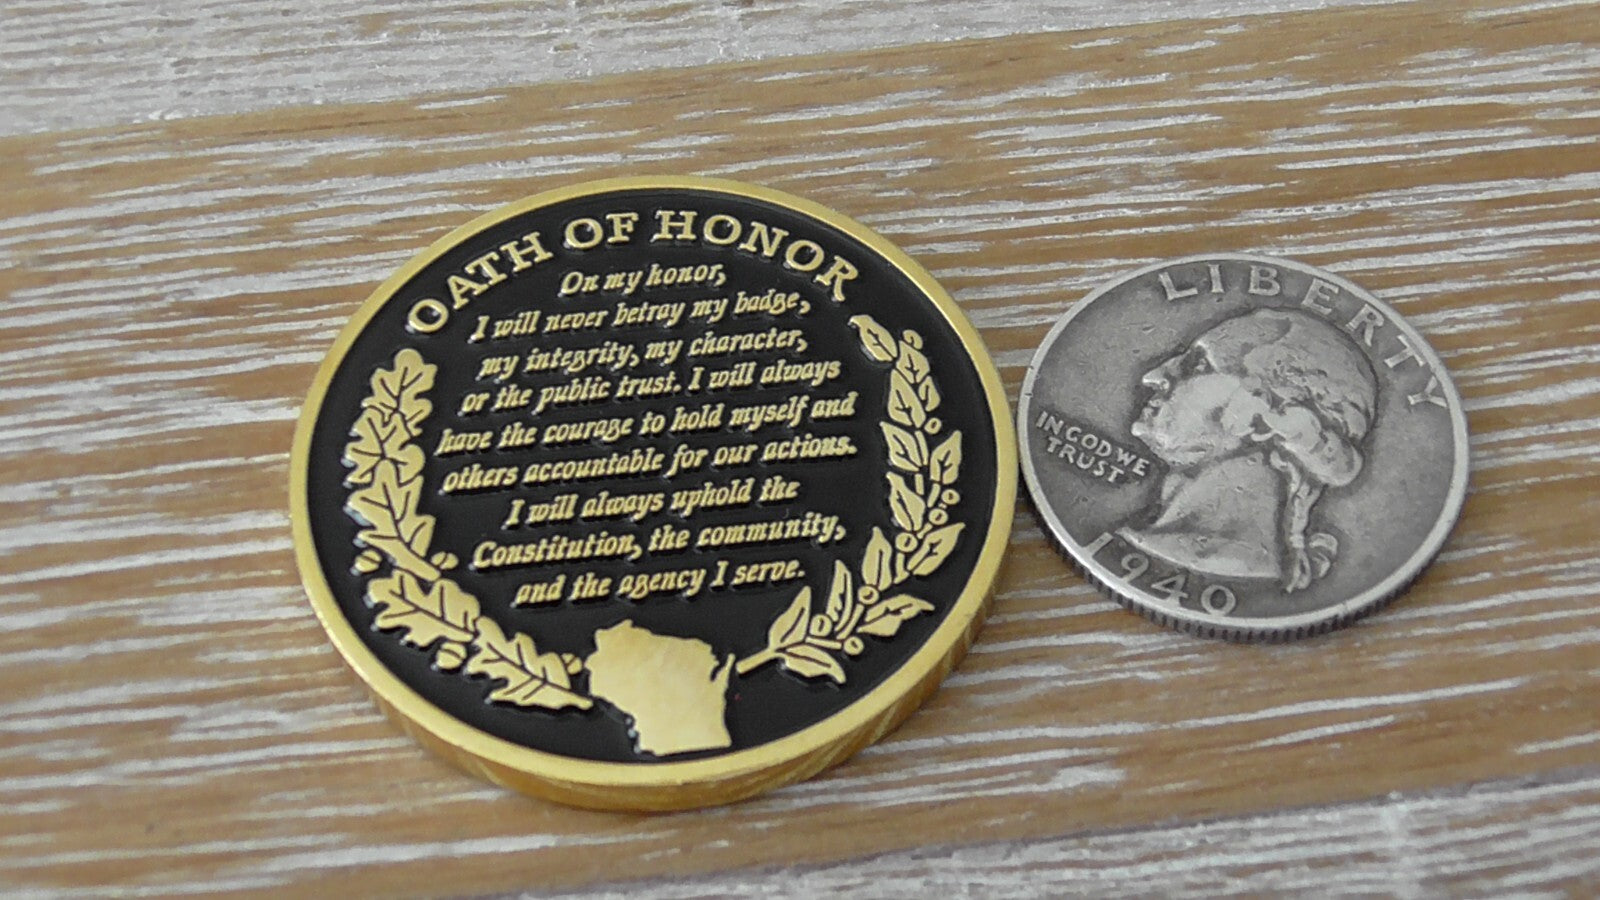 OATH OF HONOR
On my honor,
I will never betray my badge,
my integrity, my character,
or the public trust. I will always
have the courage to hold myself and
others accountable for our actions.
I will always uphold the
Constitution, the community,
and the agency I serve.
LIBERTY
IN GOD WE
TRUST
1940